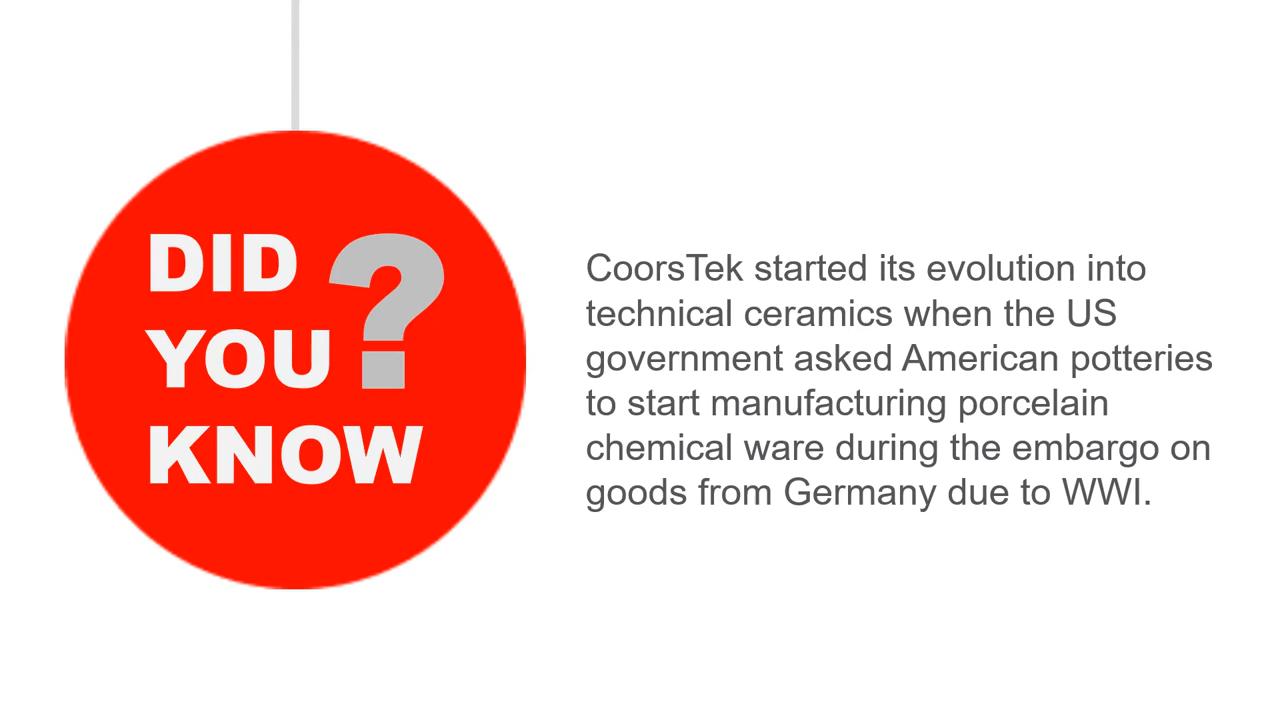 DID
YOU ?
KNOW
CoorsTek started its evolution into
technical ceramics when the US
government asked American potteries
to start manufacturing porcelain
chemical ware during the embargo on
goods from Germany due to WWI.